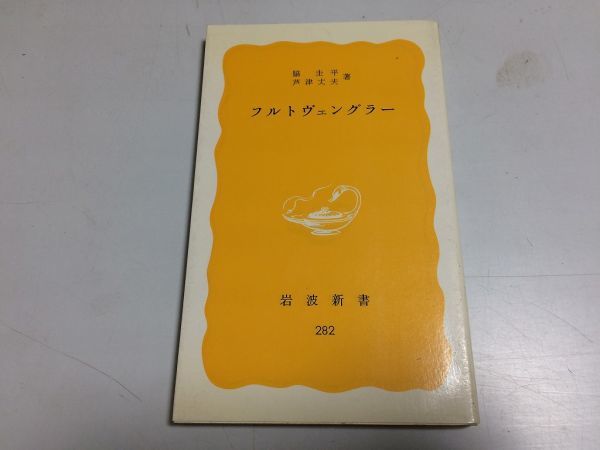 脇圭平
芦津丈夫 著
フルトヴェングラー
岩波新書
282